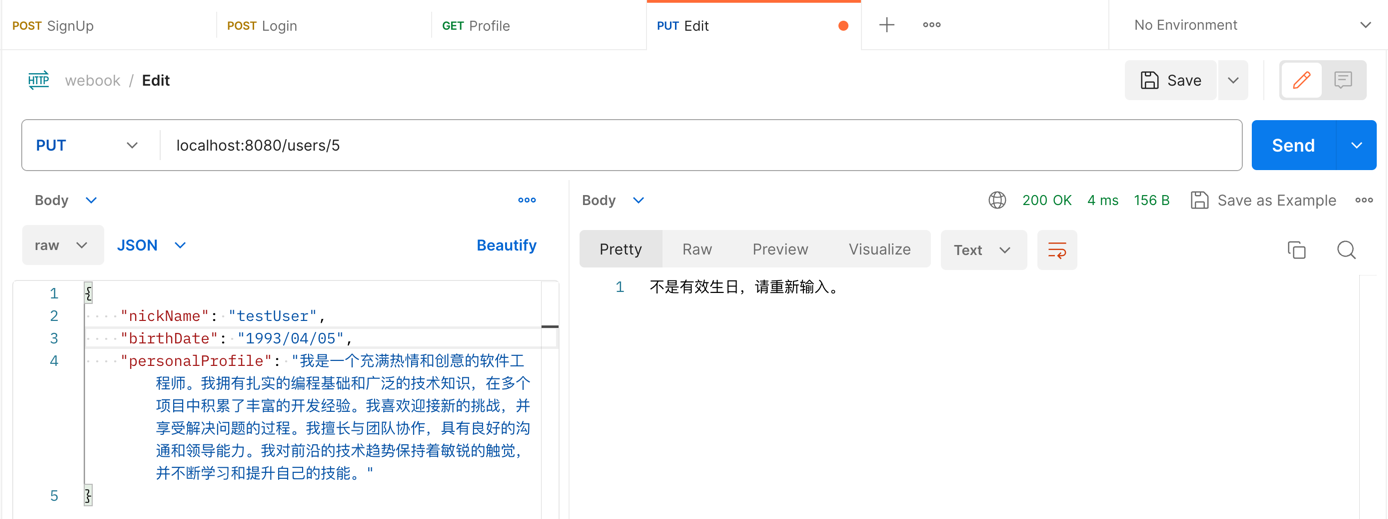 POST SignUp POST Login GET Profile PUT Edit No Environment
HTTP webook / Edit Save
PUT localhost:8080/users/5 Send
Body
raw JSON Beautify
1 {
2 "nickName": "testUser",
3 "birthDate": "1993/04/05",
4 "personalProfile": "我是一个充满热情和创意的软件工
程师。我拥有扎实的编程基础和广泛的技术知识，在多个
项目中积累了丰富的开发经验。我喜欢迎接新的挑战，并
享受解决问题的过程。我擅长与团队协作，具有良好的沟
通和领导能力。我对前沿的技术趋势保持着敏锐的触觉，
并不断学习和提升自己的技能。"
5 }
Body 200 OK 4 ms 156 B Save as Example
Pretty Raw Preview Visualize Text
1 不是有效生日，请重新输入。